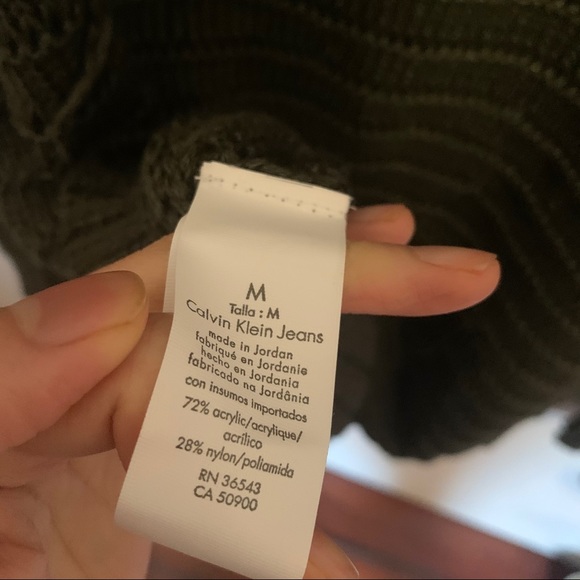 M
Talla : M
Calvin Klein Jeans
made in Jordan
fabriqué en Jordanie
hecho en Jordania
fabricado na Jordânia
con insumos importados
72% acrylic/acrylique/
acrílico
28% nylon/poliamida
RN 36543
CA 50900